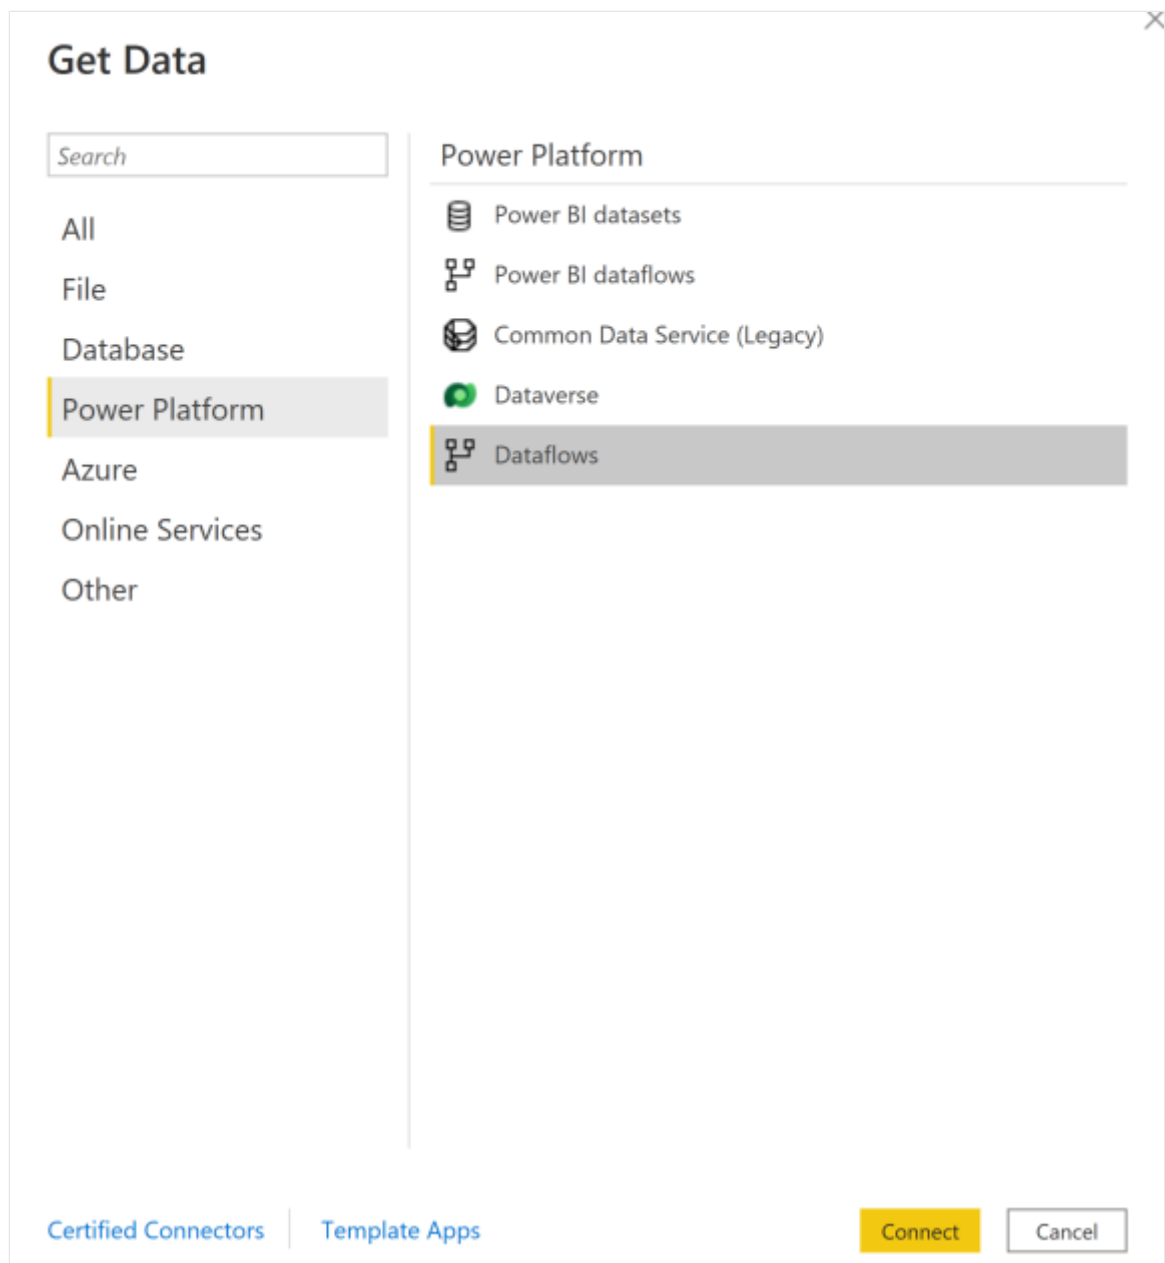 Get Data
Search
All
File
Database
Power Platform
Azure
Online Services
Other
Power Platform
Power BI datasets
Power BI dataflows
Common Data Service (Legacy)
Dataverse
Dataflows
Certified Connectors
Template Apps
Connect
Cancel